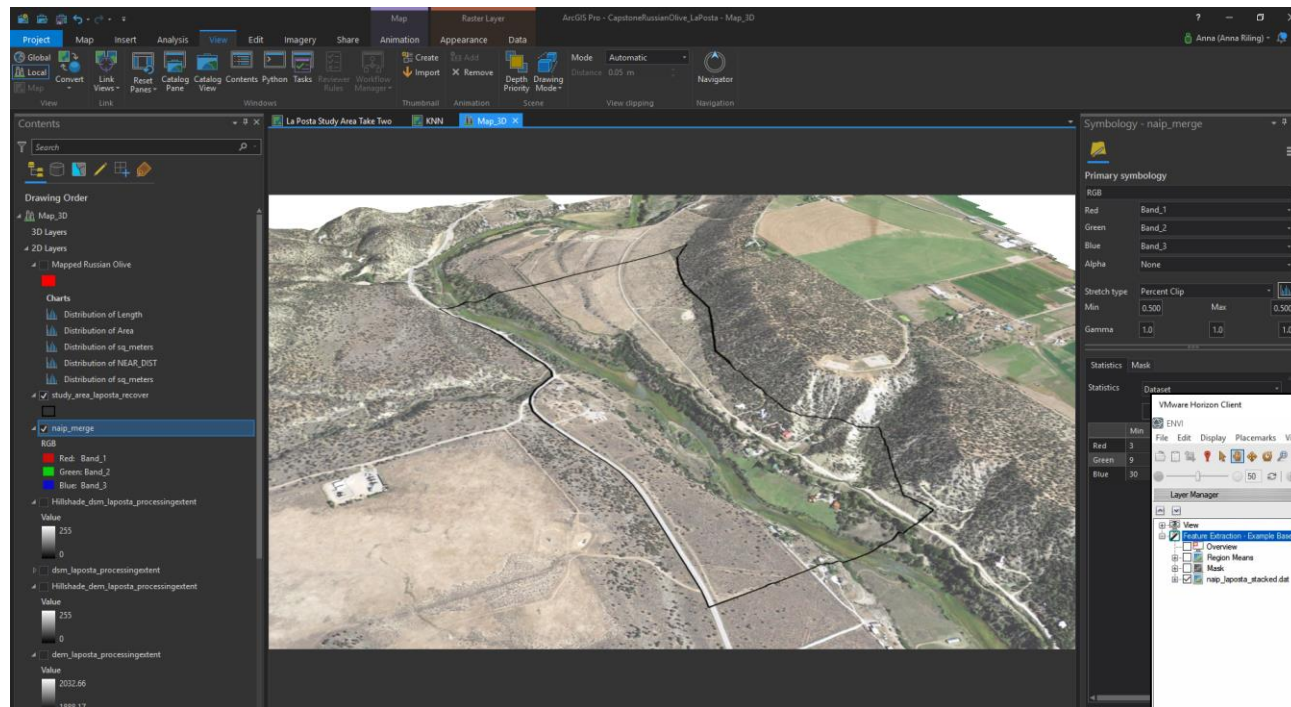 Map
Raster Layer
ArcGIS Pro - CapstoneRussianOlive_LaPosta - Map_3D
?
Project Map Insert Analysis View Edit Imagery Share Animation Appearance Data
Anna (Anna Riling)
Global
Local
Map
Convert
Link Views
Reset Panes
Catalog Pane
Catalog View
Contents
Python
Tasks
Reviewer Rules
Workflow Manager
Create
Import
Add
Remove
Depth Priority
Drawing Mode
Mode Automatic
Distance 0.05 m
Navigator
View
Link
Windows
Thumbnail
Animation
Scene
View clipping
Navigation
Contents
Search
Drawing Order
Map_3D
3D Layers
2D Layers
Mapped Russian Olive
Charts
Distribution of Length
Distribution of Area
Distribution of sq_meters
Distribution of NEAR_DIST
Distribution of sq_meters
study_area_laposta_recover
naip_merge
RGB
Red: Band_1
Green: Band_2
Blue: Band_3
Hillshade_dsm_laposta_processingextent
Value
255
0
dsm_laposta_processingextent
Hillshade_dem_laposta_processingextent
Value
255
0
dem_laposta_processingextent
Value
2032.66
La Posta Study Area Take Two
KNN
Map_3D
Symbology - naip_merge
Primary symbology
RGB
Red Band_1
Green Band_2
Blue Band_3
Alpha None
Stretch type Percent Clip
Min 0.500 Max 0.500
Gamma 1.0 1.0 1.0
Statistics Mask
Statistics Dataset
Min
Red 3
Green 9
Blue 30
VMware Horizon Client
ENVI
File Edit Display Placemarks
50
Layer Manager
View
Feature Extraction - Example Base
Overview
Region Means
Mask
naip_laposta_stacked.dat